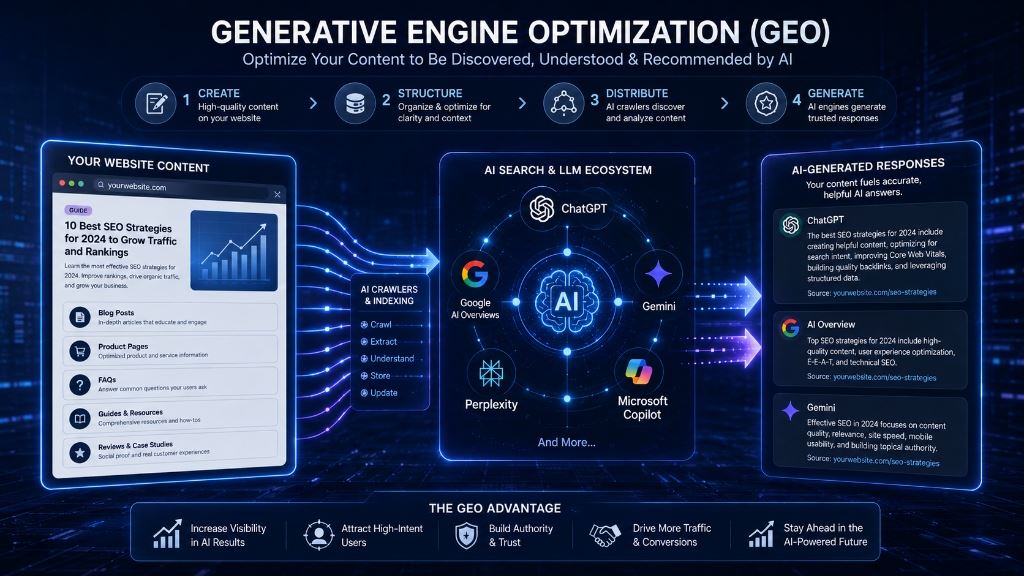 GENERATIVE ENGINE OPTIMIZATION (GEO)
Optimize Your Content to Be Discovered, Understood & Recommended by AI
1 CREATE
High-quality content
on your website
2 STRUCTURE
Organize & optimize for
clarity and context
3 DISTRIBUTE
AI crawlers discover
and analyze content
4 GENERATE
AI engines generate
trusted responses
YOUR WEBSITE CONTENT
yourwebsite.com
GUIDE
10 Best SEO Strategies
for 2024 to Grow Traffic
and Rankings
Learn the most effective SEO strategies for
2024. Improve rankings, drive organic traffic,
and grow your business.
Blog Posts
In-depth articles that educate and engage
Product Pages
Optimized product and service information
FAQs
Answer common questions your users ask
Guides & Resources
Comprehensive resources and how-tos
Reviews & Case Studies
Social proof and real customer experiences
AI CRAWLERS
& INDEXING
Crawl
Extract
Understand
Store
Update
AI SEARCH & LLM ECOSYSTEM
ChatGPT
Google
AI Overviews
AI
Gemini
Perplexity
Microsoft
Copilot
And More...
AI-GENERATED RESPONSES
Your content fuels accurate,
helpful AI answers.
ChatGPT
The best SEO strategies for 2024 include
creating helpful content, optimizing for
search intent, improving Core Web Vitals,
building quality backlinks, and leveraging
structured data.
Source: yourwebsite.com/seo-strategies
AI Overview
Top SEO strategies for 2024 include high-
quality content, user experience optimization,
E-E-A-T, and technical SEO.
Source: yourwebsite.com/seo-strategies
Gemini
Effective SEO in 2024 focuses on content
quality, relevance, site speed, mobile
usability, and building topical authority.
Source: yourwebsite.com/seo-strategies
THE GEO ADVANTAGE
Increase Visibility
in AI Results
Attract High-Intent
Users
Build Authority
& Trust
Drive More Traffic
& Conversions
Stay Ahead in the
AI-Powered Future